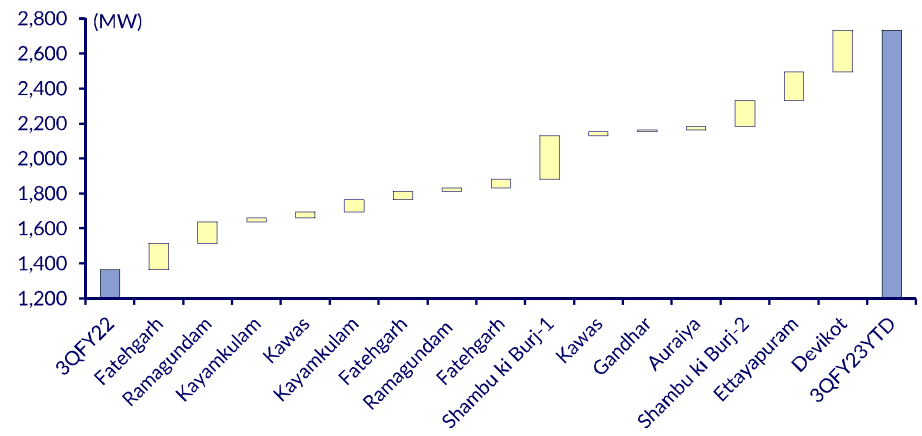 2,800
(MW)
2,600
2,400
2,200
2,000
1,800
1,600
1,400
1,200
3QFY22
Fatehgarh
Ramagundam
Kayamkulam
Kawas
Kayamkulam
Fatehgarh
Ramagundam
Fatehgarh
Shambu ki Burj-1
Kawas
Gandhar
Auraiya
Shambu ki Burj-2
Ettayapuram
Devikot
3QFY23YTD